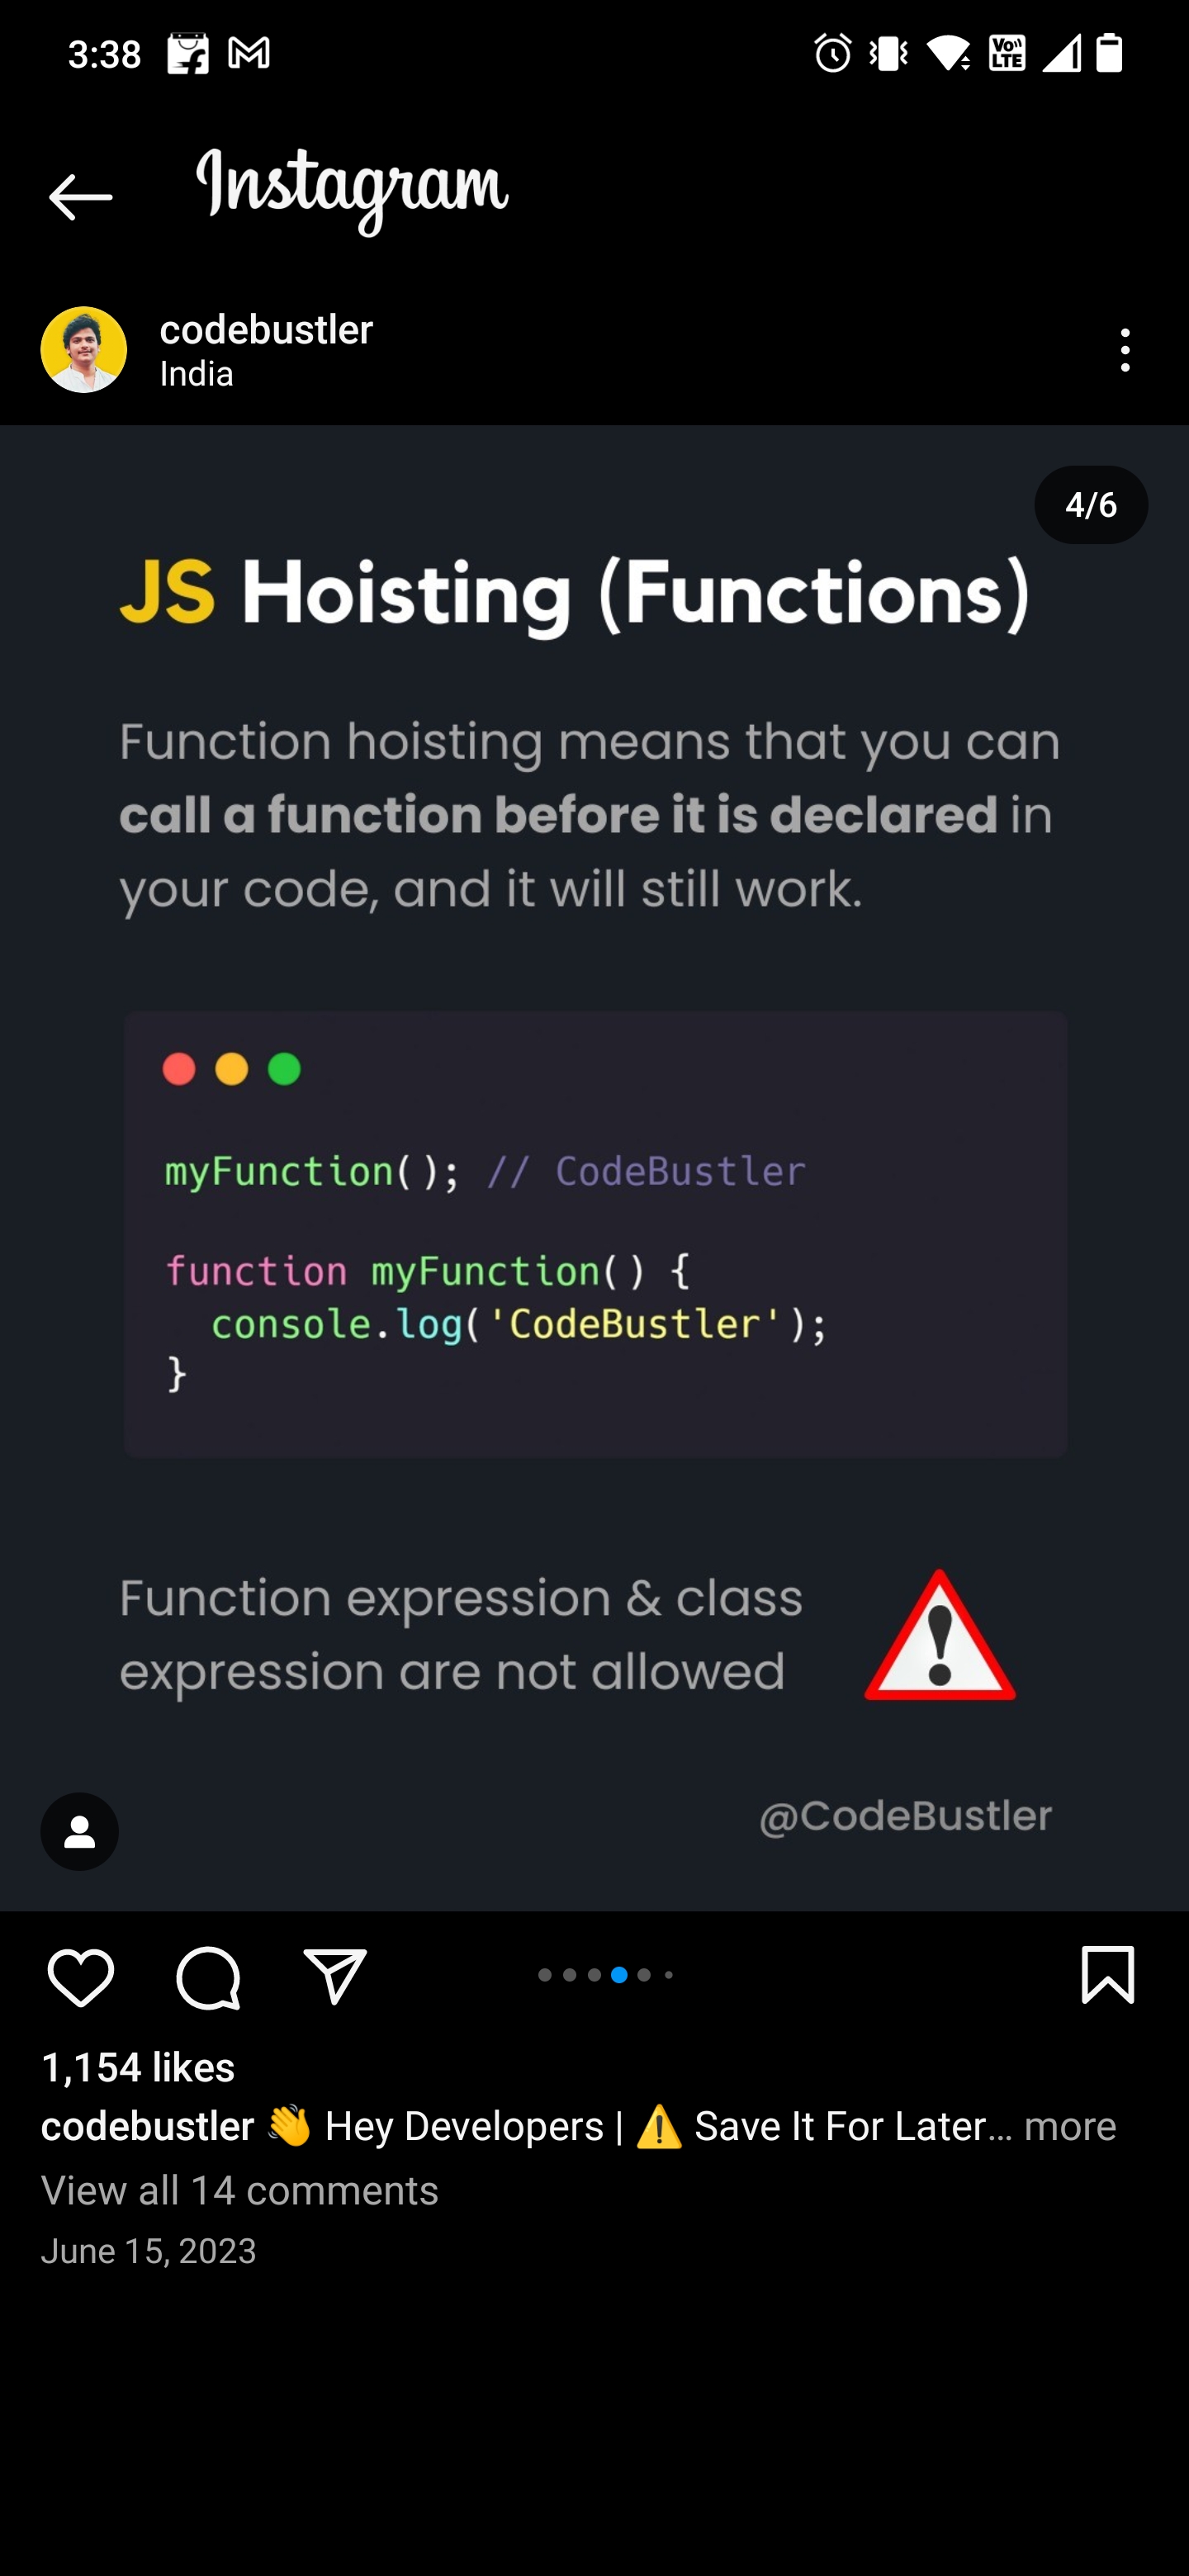 3:38
Vo)) LTE
Instagram
codebustler
India
4/6
JS Hoisting (Functions)
Function hoisting means that you can
call a function before it is declared in
your code, and it will still work.
myFunction(); // CodeBustler
function myFunction() {
  console.log('CodeBustler');
}
Function expression & class
expression are not allowed
@CodeBustler
1,154 likes
codebustler 👋 Hey Developers | ⚠️ Save It For Later... more
View all 14 comments
June 15, 2023